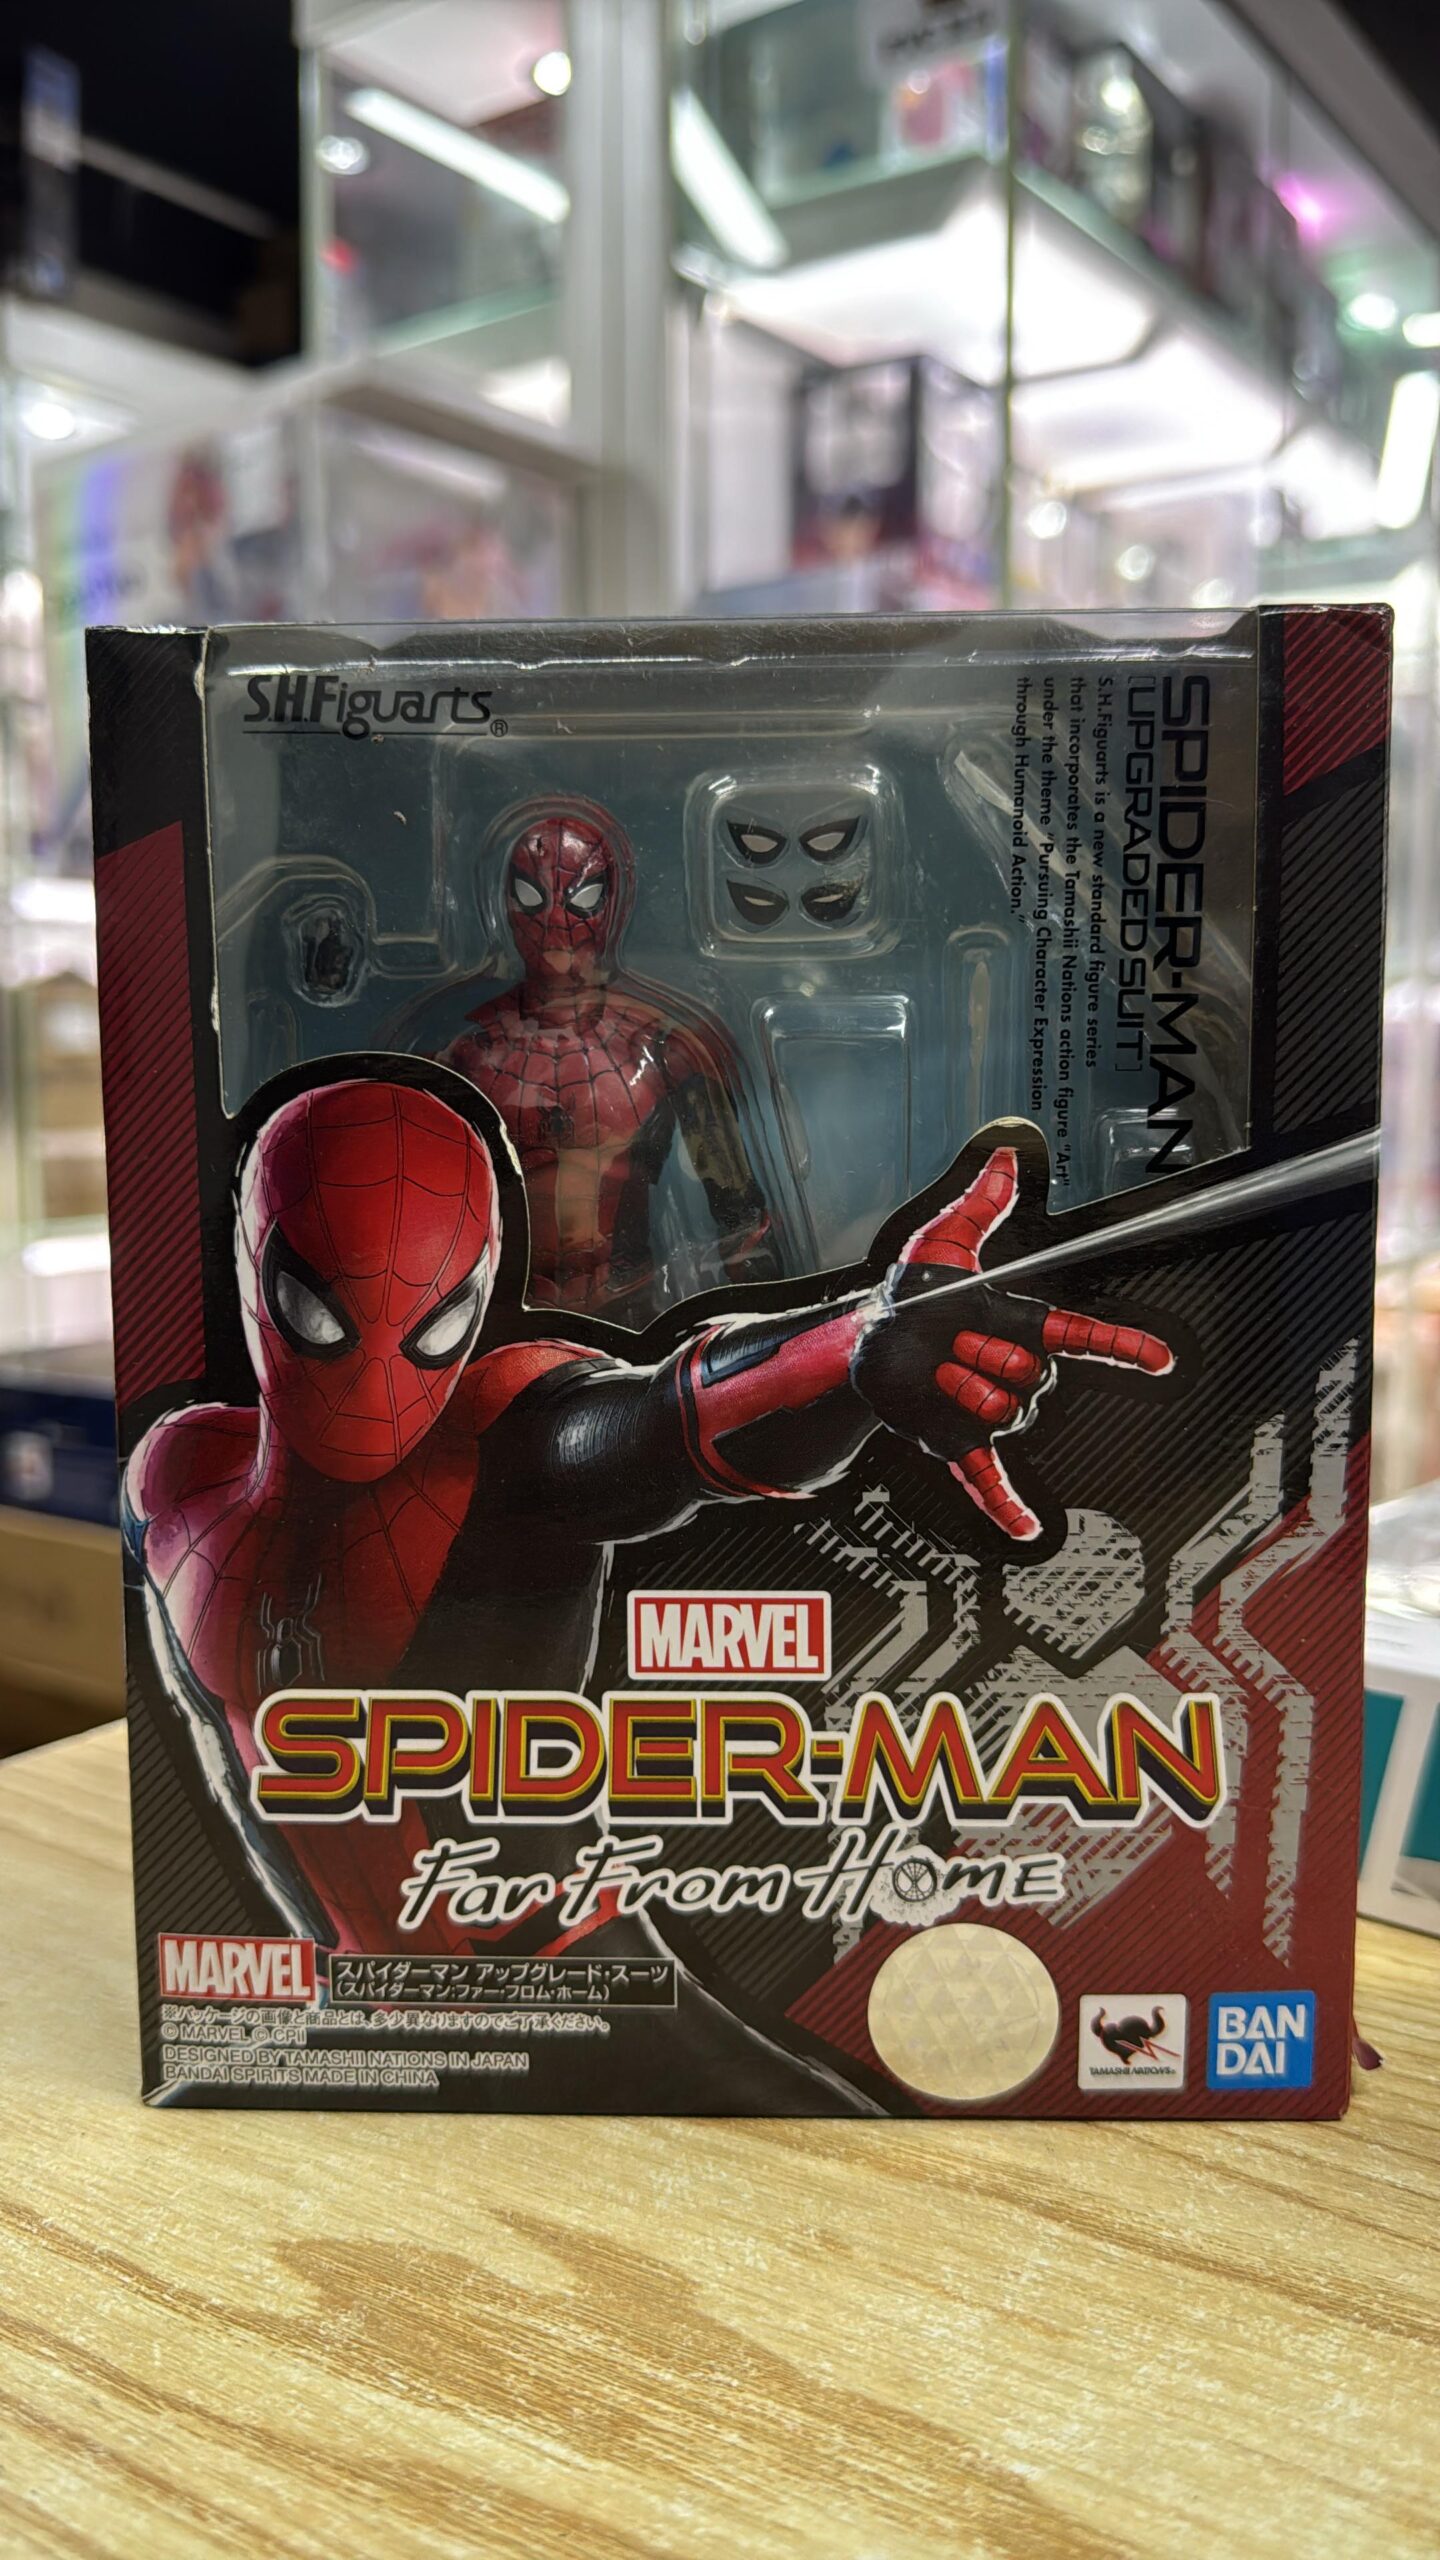 S.H.Figuarts®
SPIDER-MAN
[UPGRADED SUIT]
S.H.Figuarts is a new standard figure series
that incorporates the Tamashii Nations action figure "Art"
under the theme "Pursuing Character Expression
through Humanoid Action."
MARVEL
SPIDER-MAN
Far From Home
MARVEL
スパイダーマン アップグレード・スーツ
(スパイダーマン:ファー・フロム・ホーム)
※パッケージの画像と商品とは、多少異なりますのでご了承ください。
© MARVEL © CPII
DESIGNED BY TAMASHII NATIONS IN JAPAN
BANDAI SPIRITS MADE IN CHINA
TAMASHII NATIONS
BAN
DAI